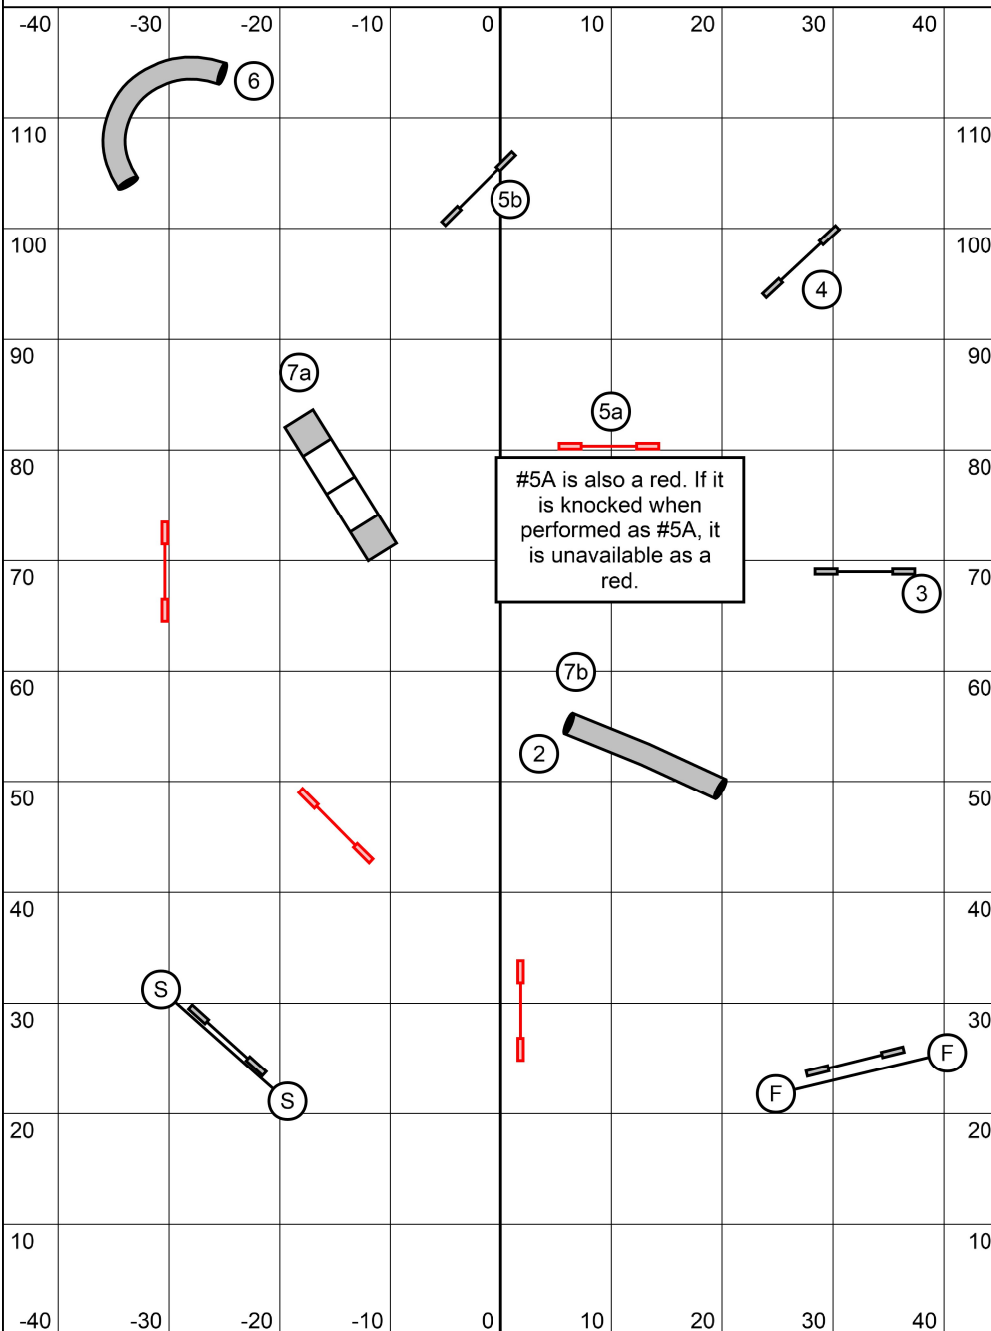 -40 -30 -20 -10 0 10 20 30 40
6
110 110
5b
100 100
4
90 90
7a
5a
80 80
#5A is also a red. If it
is knocked when
performed as #5A, it
is unavailable as a
red.
70 70
3
60 60
7b
2
50 50
40 40
S
30 30
F
F
S
20 20
10 10
-40 -30 -20 -10 0 10 20 30 40